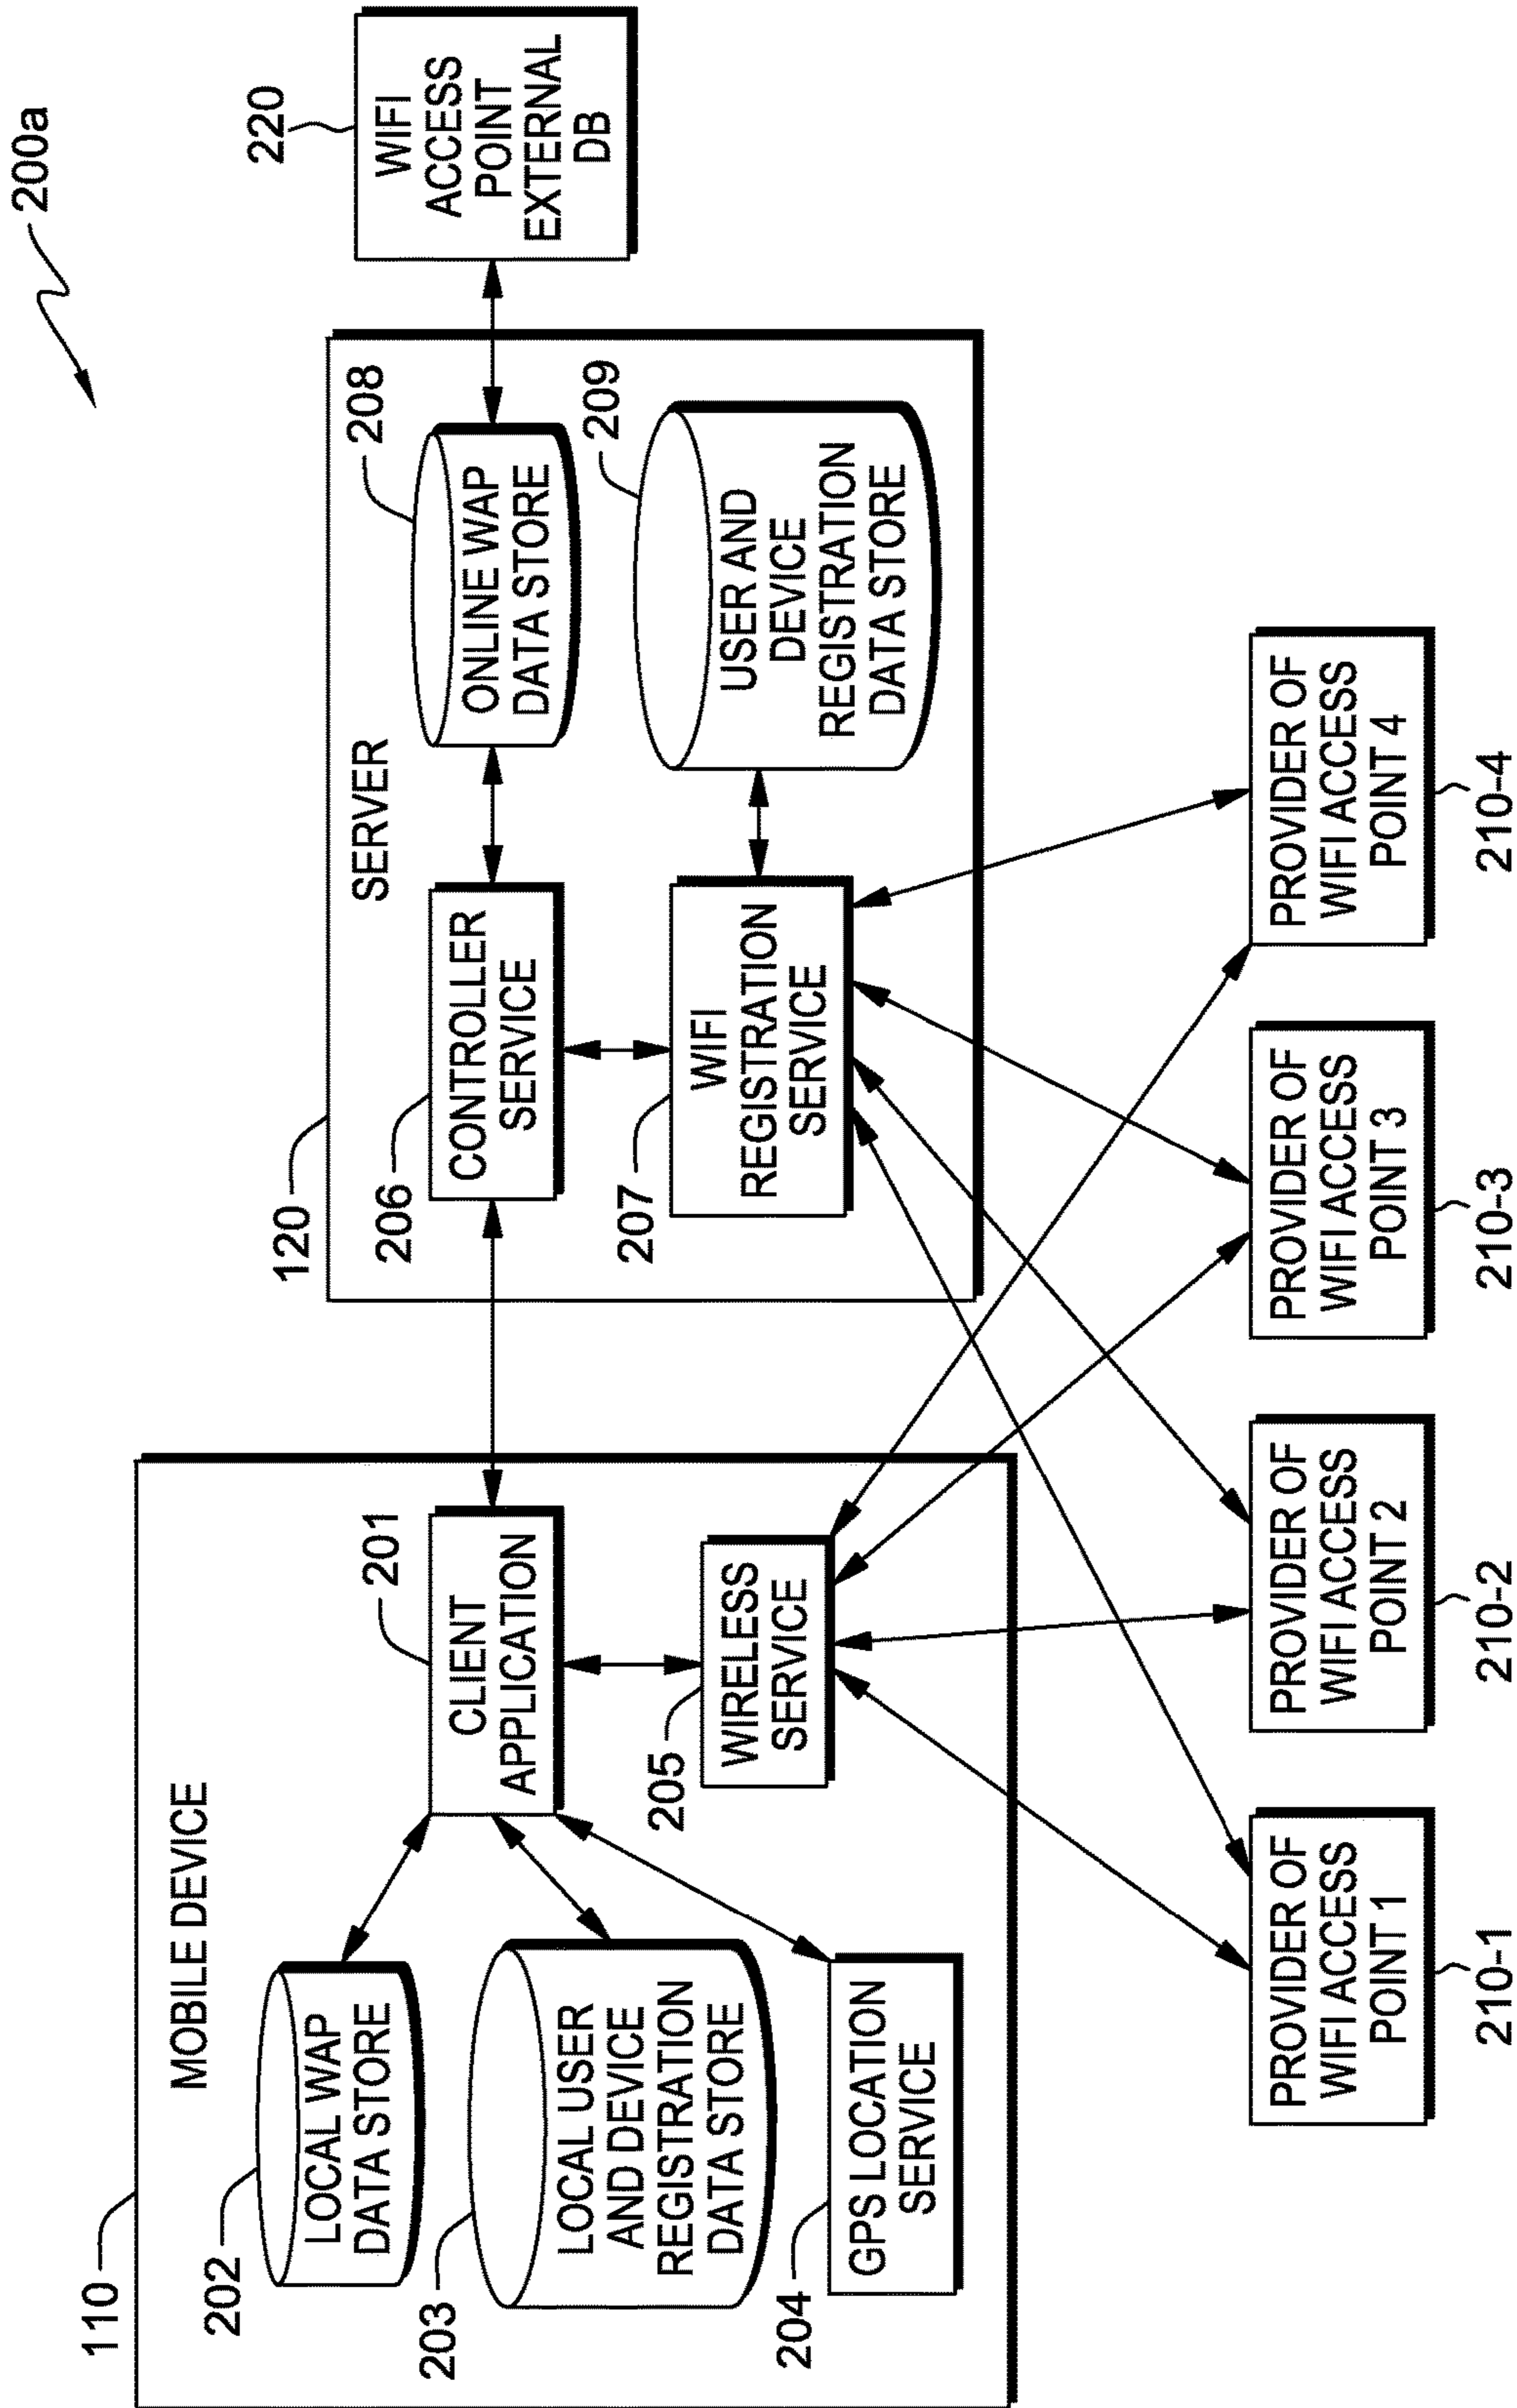 200a
110
MOBILE DEVICE
202
LOCAL WAP
DATA STORE
203
LOCAL USER
AND DEVICE
REGISTRATION
DATA STORE
204
GPS LOCATION
SERVICE
201
CLIENT
APPLICATION
205
WIRELESS
SERVICE
120
SERVER
206
CONTROLLER
SERVICE
207
WIFI
REGISTRATION
SERVICE
208
ONLINE WAP
DATA STORE
209
USER AND
DEVICE
REGISTRATION
DATA STORE
220
WIFI
ACCESS
POINT
EXTERNAL
DB
PROVIDER OF
WIFI ACCESS
POINT 1
210-1
PROVIDER OF
WIFI ACCESS
POINT 2
210-2
PROVIDER OF
WIFI ACCESS
POINT 3
210-3
PROVIDER OF
WIFI ACCESS
POINT 4
210-4